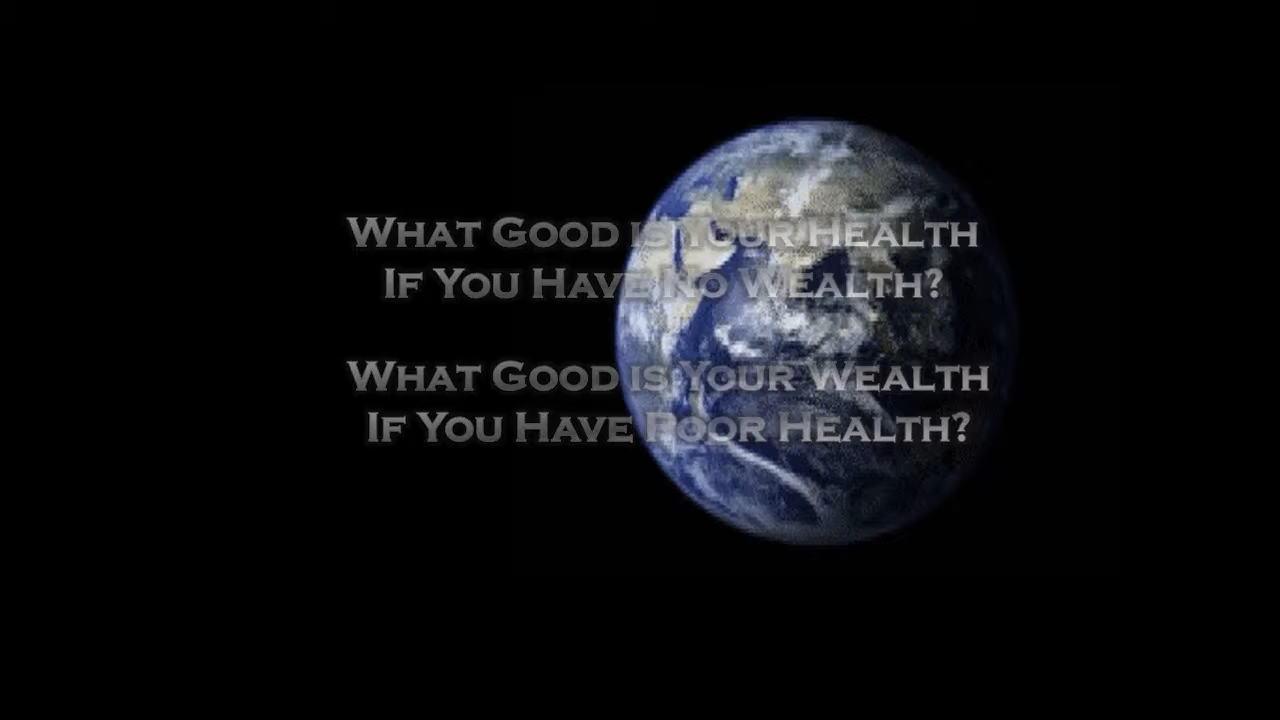 What Good is Your Health
If You Have No Wealth?
What Good is Your Wealth
If You Have Poor Health?